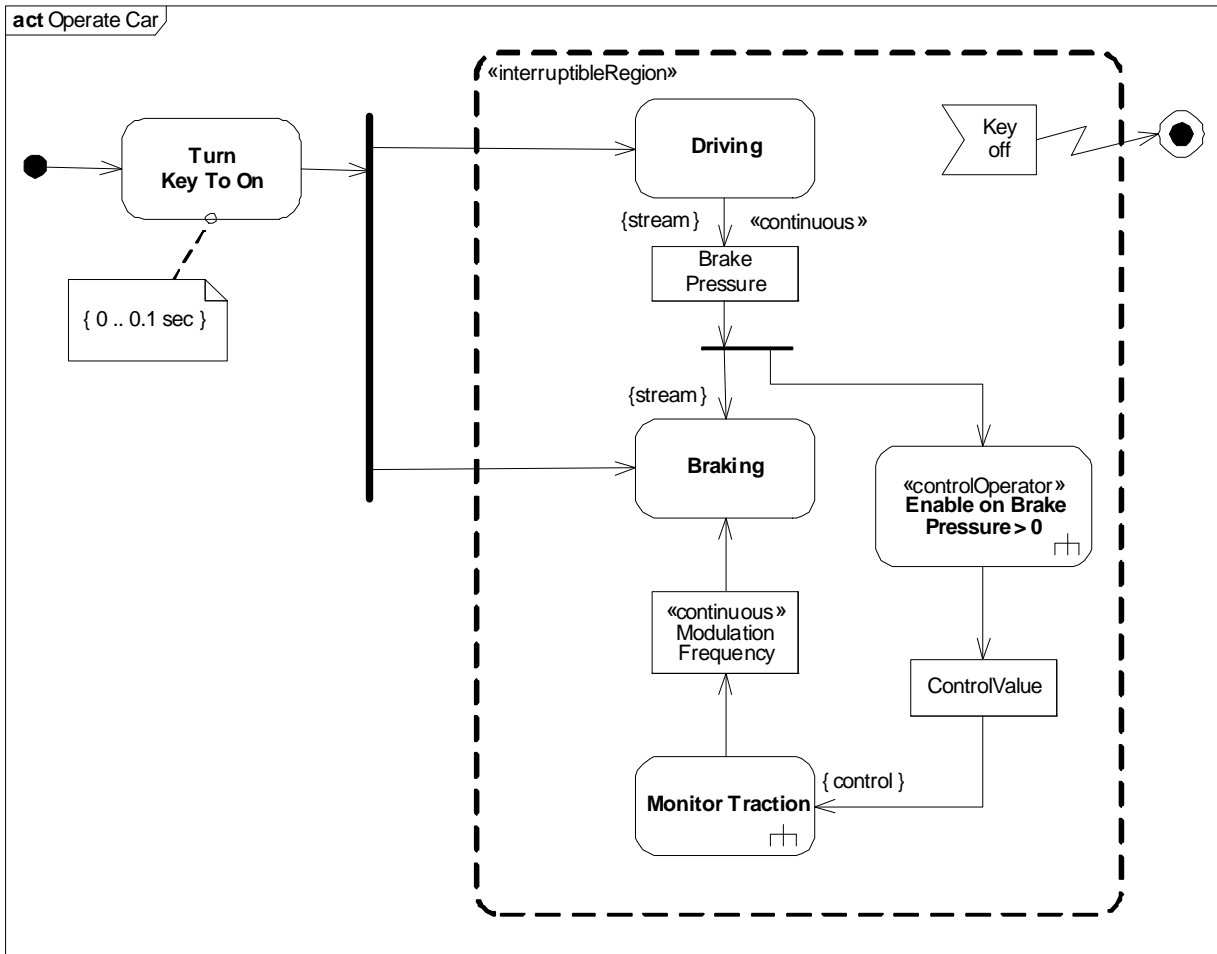 act Operate Car
«interruptibleRegion»
Turn
Key To On
{ 0 .. 0.1 sec }
Driving
Key
off
{stream} «continuous»
Brake
Pressure
{stream}
Braking
«controlOperator»
Enable on Brake
Pressure > 0
«continuous»
Modulation
Frequency
ControlValue
{ control }
Monitor Traction